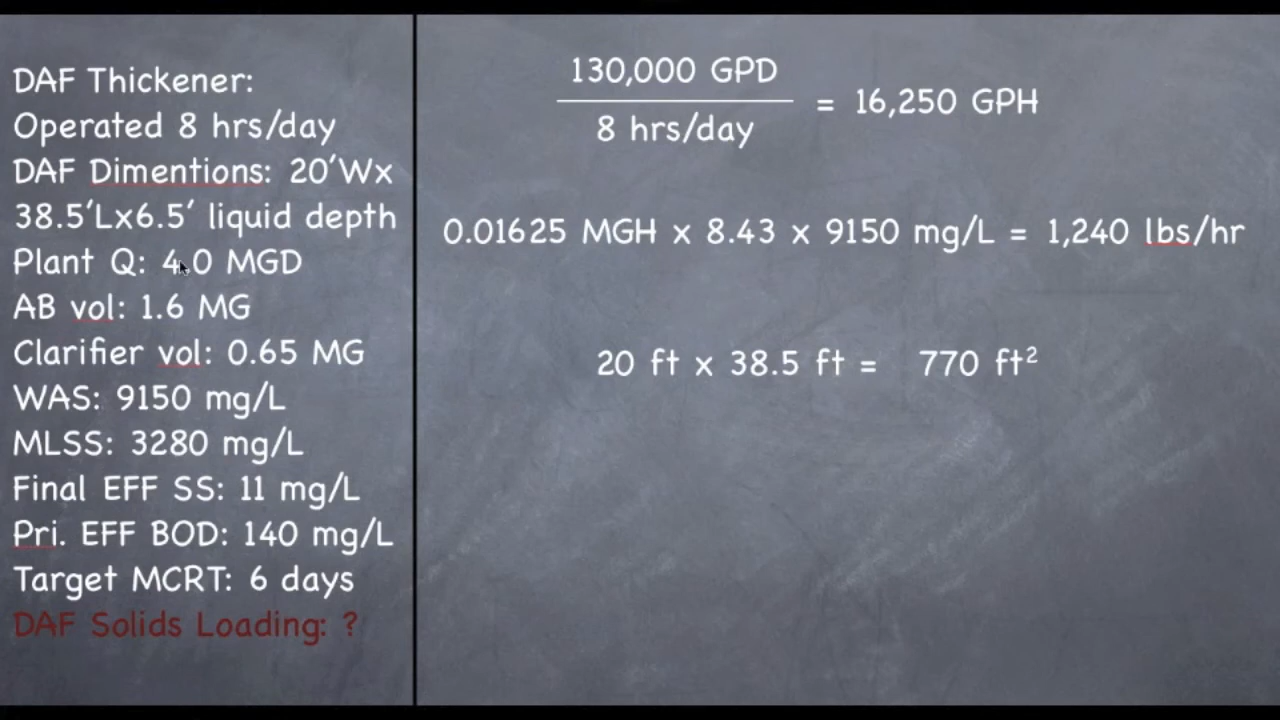 DAF Thickener:
Operated 8 hrs/day
DAF Dimentions: 20'Wx
38.5'Lx6.5' liquid depth
Plant Q: 4.0 MGD
AB vol: 1.6 MG
Clarifier vol: 0.65 MG
WAS: 9150 mg/L
MLSS: 3280 mg/L
Final EFF SS: 11 mg/L
Pri. EFF BOD: 140 mg/L
Target MCRT: 6 days
DAF Solids Loading: ?
130,000 GPD
8 hrs/day
= 16,250 GPH
0.01625 MGH x 8.43 x 9150 mg/L = 1,240 lbs/hr
20 ft x 38.5 ft = 770 ft²